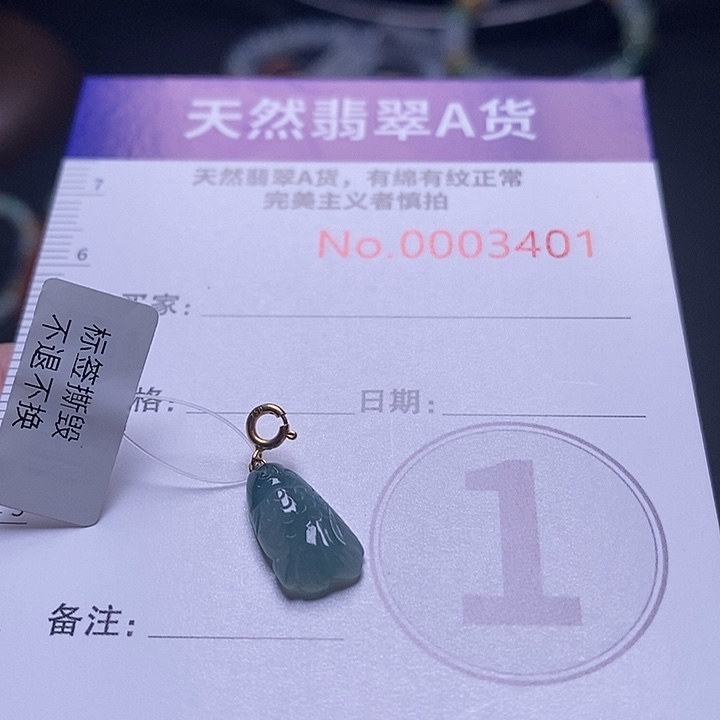 天然翡翠A货
天然翡翠A货，有绵有纹正常
完美主义者慎拍
No.0003401
7
6
买家:
标签撕毁
不退不换
格:
日期:
1
备注: